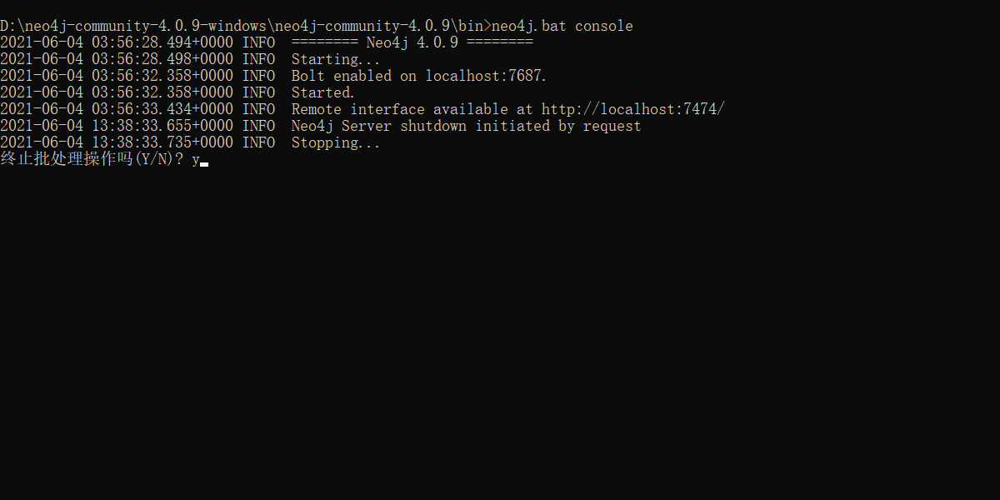 D:\neo4j-community-4.0.9-windows\neo4j-community-4.0.9\bin>neo4j.bat console
2021-06-04 03:56:28.494+0000 INFO  ======== Neo4j 4.0.9 ========
2021-06-04 03:56:28.498+0000 INFO  Starting...
2021-06-04 03:56:32.358+0000 INFO  Bolt enabled on localhost:7687.
2021-06-04 03:56:32.358+0000 INFO  Started.
2021-06-04 03:56:33.434+0000 INFO  Remote interface available at http://localhost:7474/
2021-06-04 13:38:33.655+0000 INFO  Neo4j Server shutdown initiated by request
2021-06-04 13:38:33.735+0000 INFO  Stopping...
终止批处理操作吗(Y/N)? y